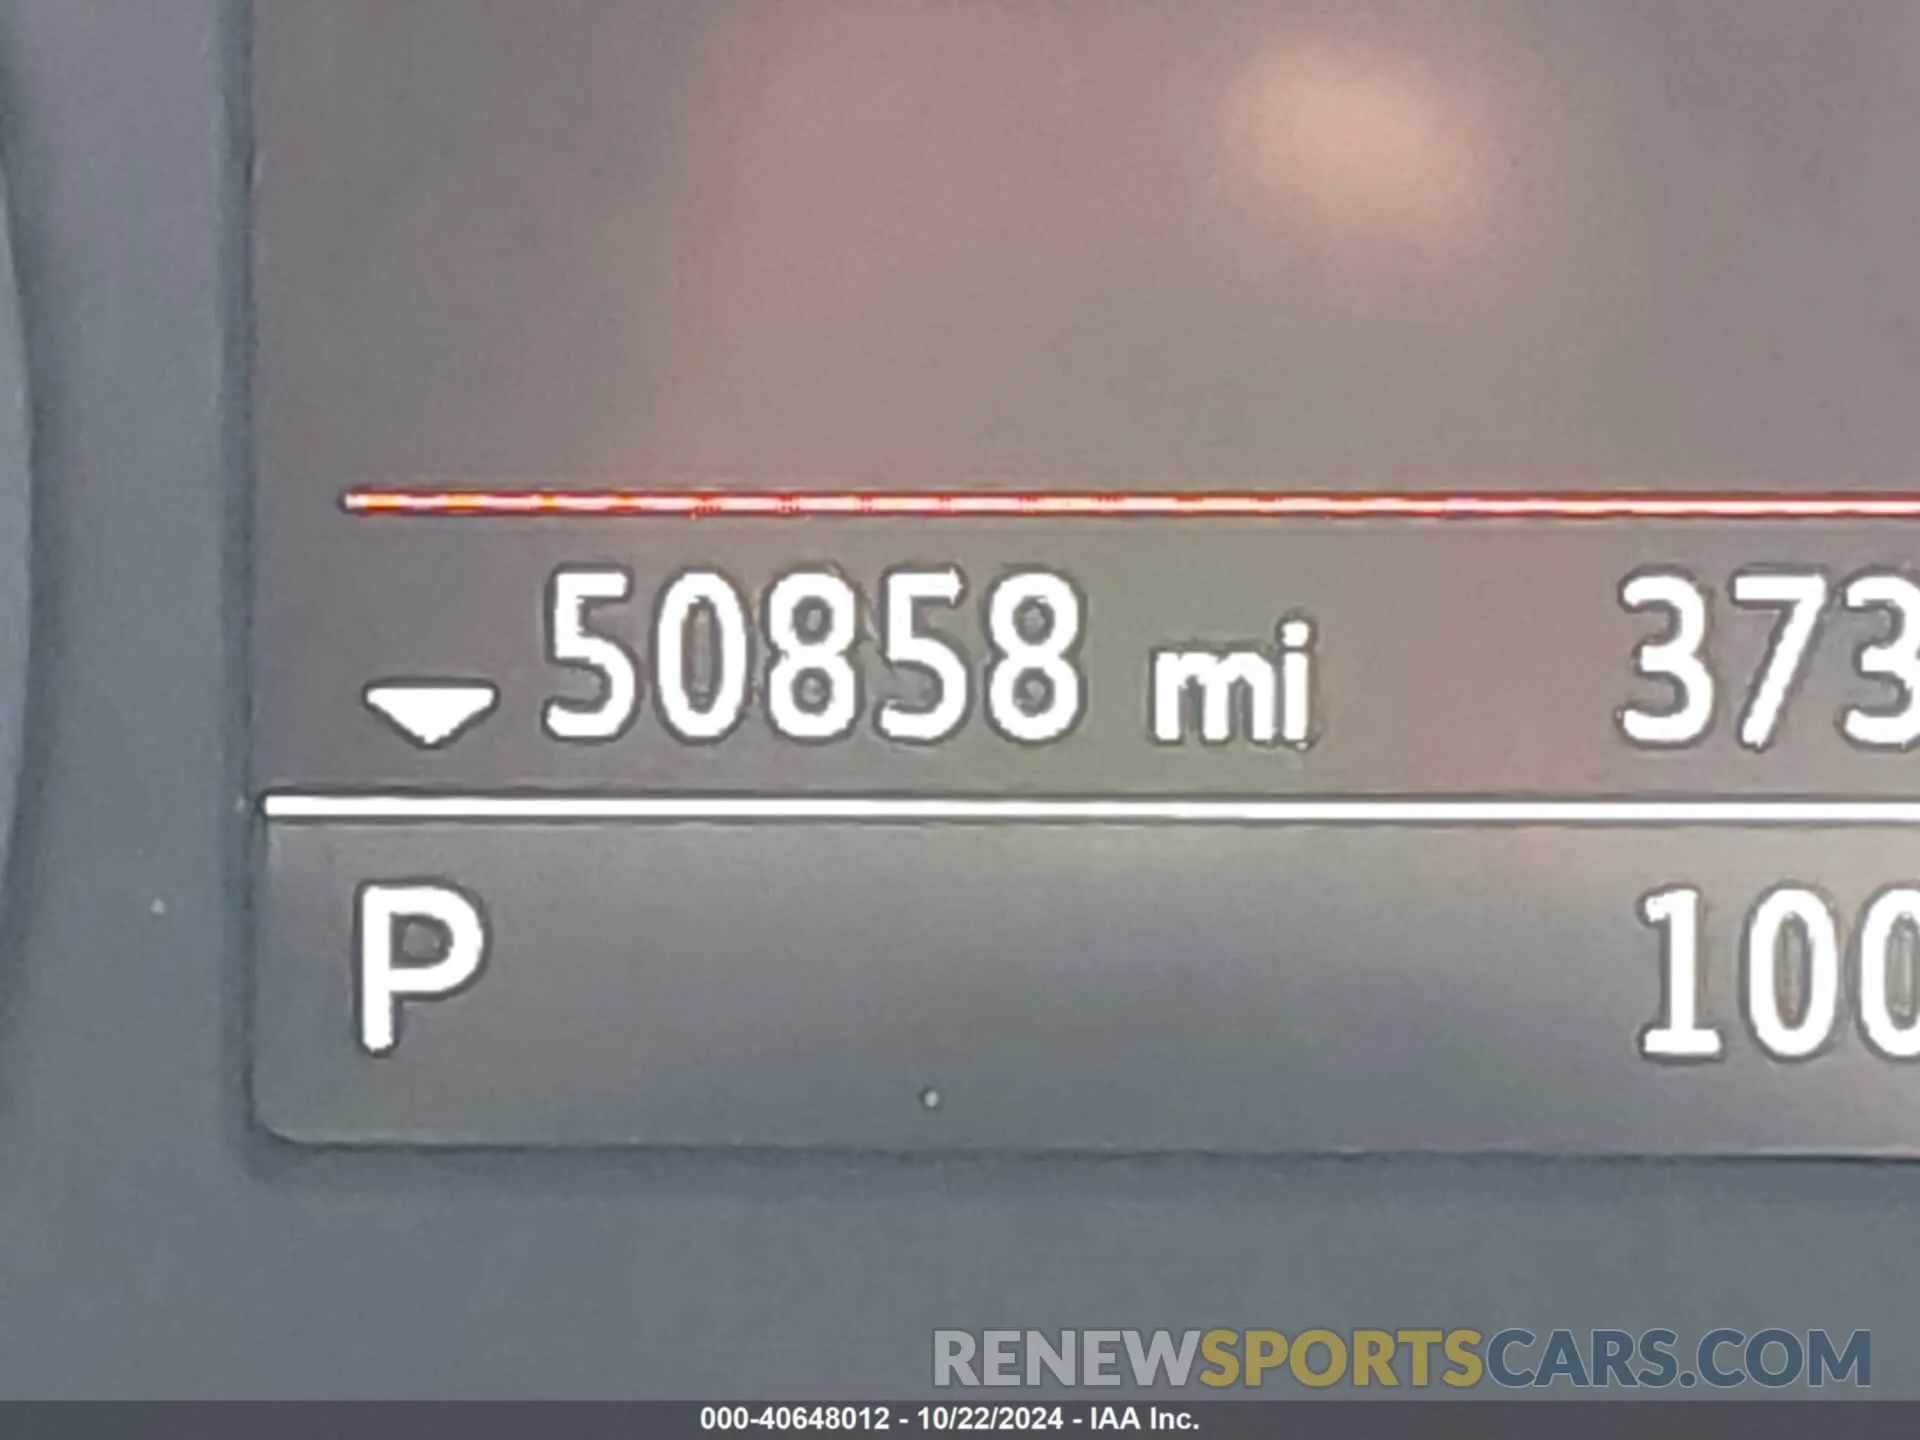 50858 mi 373
P 100
RENEWSPORTSCARS.COM
000-40648012 - 10/22/2024 - IAA Inc.